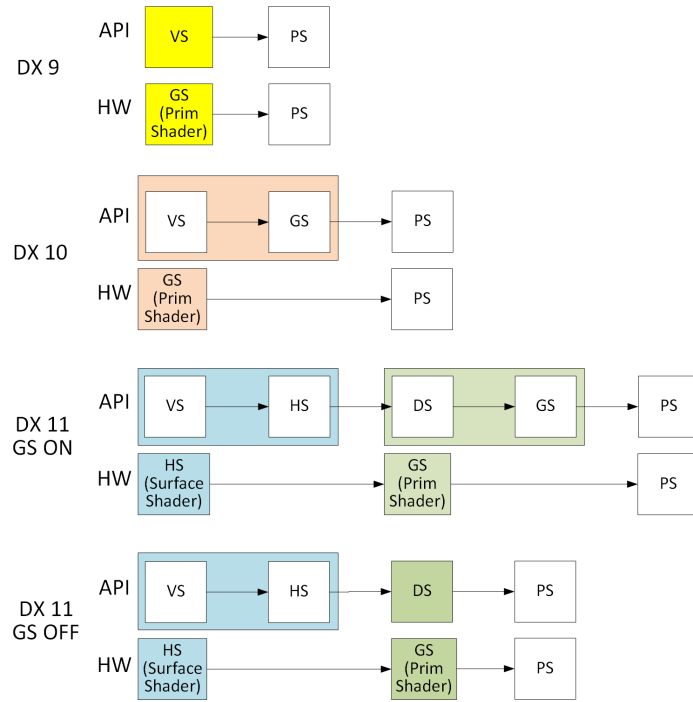 API
VS
PS
DX 9
HW
GS
(Prim
Shader)
PS
API
VS
GS
PS
DX 10
HW
GS
(Prim
Shader)
PS
API
VS
HS
DS
GS
PS
DX 11
GS ON
HW
HS
(Surface
Shader)
GS
(Prim
Shader)
PS
API
VS
HS
DS
PS
DX 11
GS OFF
HW
HS
(Surface
Shader)
GS
(Prim
Shader)
PS